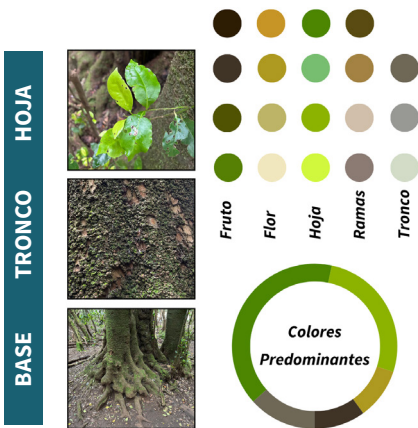 HOJA
TRONCO
BASE
Fruto
Flor
Hoja
Ramas
Tronco
Colores
Predominantes